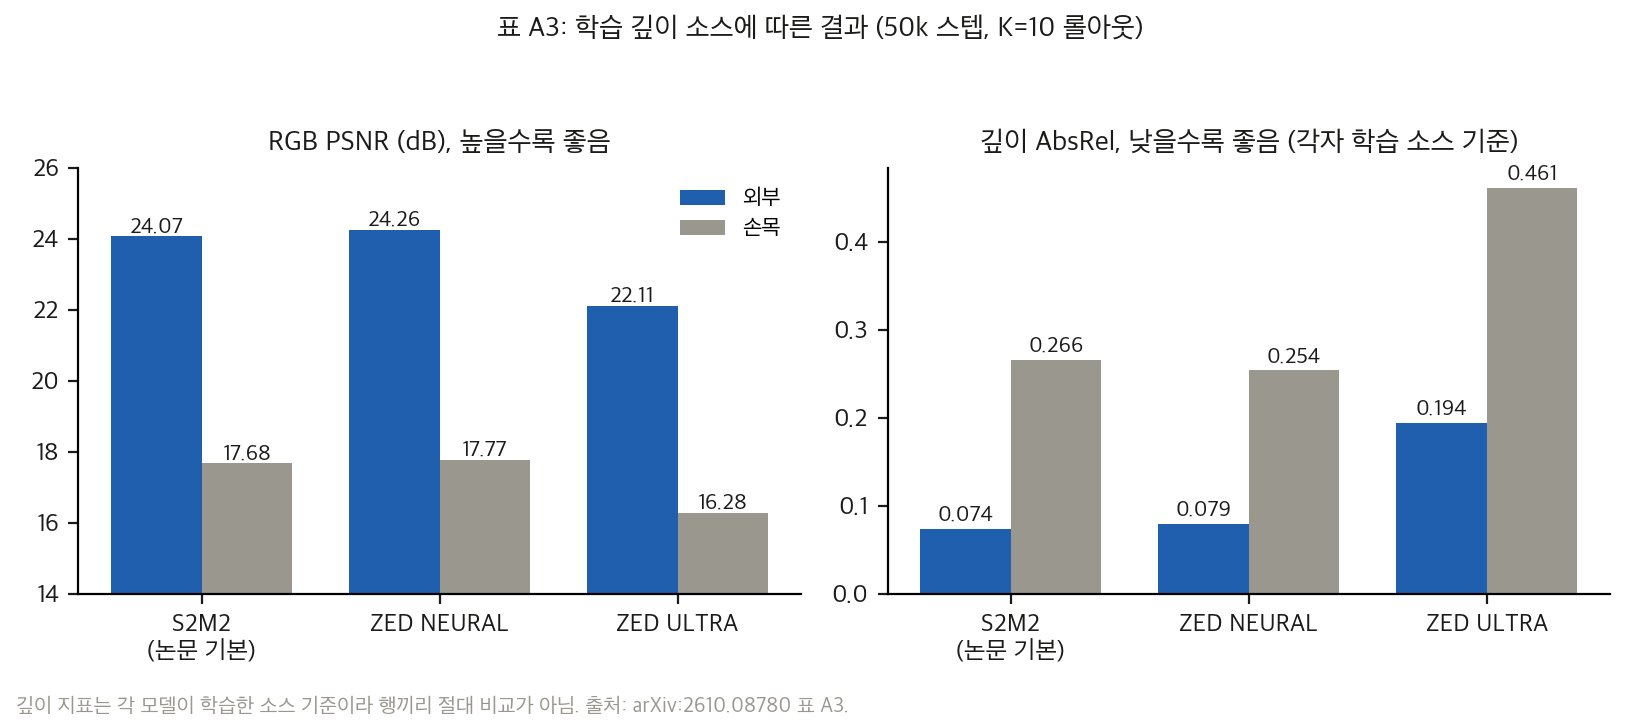 표 A3: 학습 깊이 소스에 따른 결과 (50k 스텝, K=10 롤아웃)
RGB PSNR (dB), 높을수록 좋음
26
24
22
20
18
16
14
24.07
17.68
24.26
17.77
22.11
16.28
외부
손목
S2M2
(논문 기본)
ZED NEURAL
ZED ULTRA
깊이 AbsRel, 낮을수록 좋음 (각자 학습 소스 기준)
0.4
0.3
0.2
0.1
0.0
0.074
0.266
0.079
0.254
0.194
0.461
S2M2
(논문 기본)
ZED NEURAL
ZED ULTRA
깊이 지표는 각 모델이 학습한 소스 기준이라 행끼리 절대 비교가 아님. 출처: arXiv:2610.08780 표 A3.